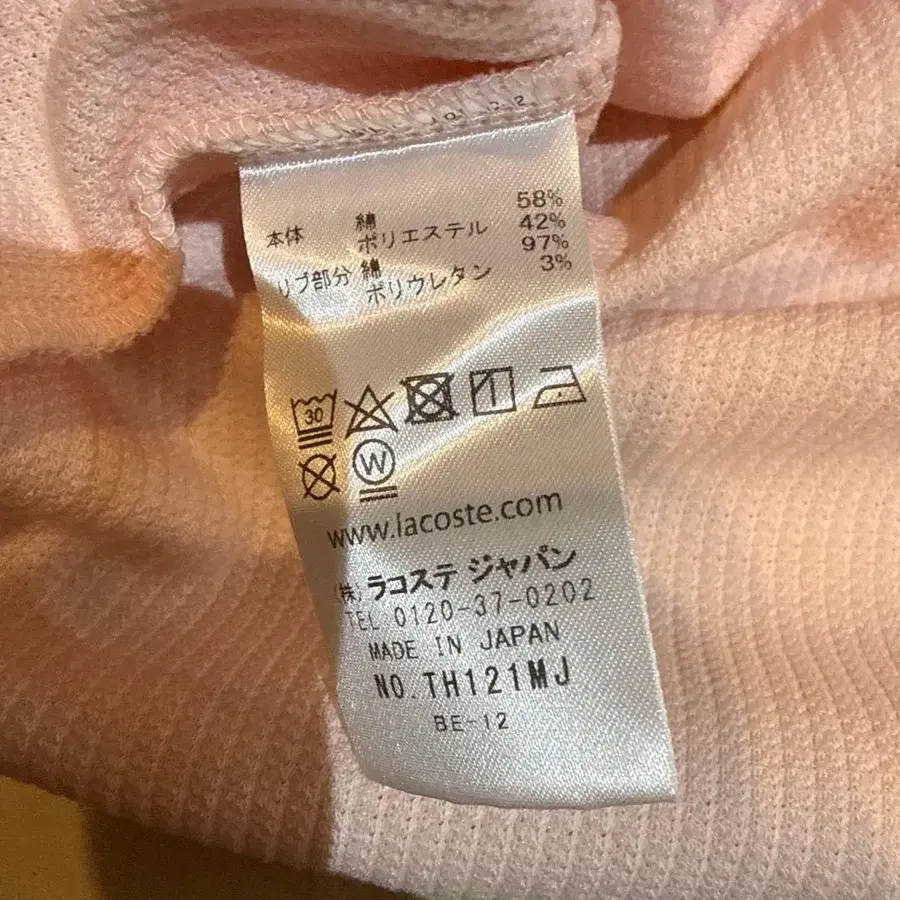 本体 綿 58%
ポリエステル 42%
リブ部分 綿 97%
ポリウレタン 3%
30
W
www.lacoste.com
(株) ラコステ ジャパン
TEL 0120-37-0202
MADE IN JAPAN
NO.TH121MJ
BE-12